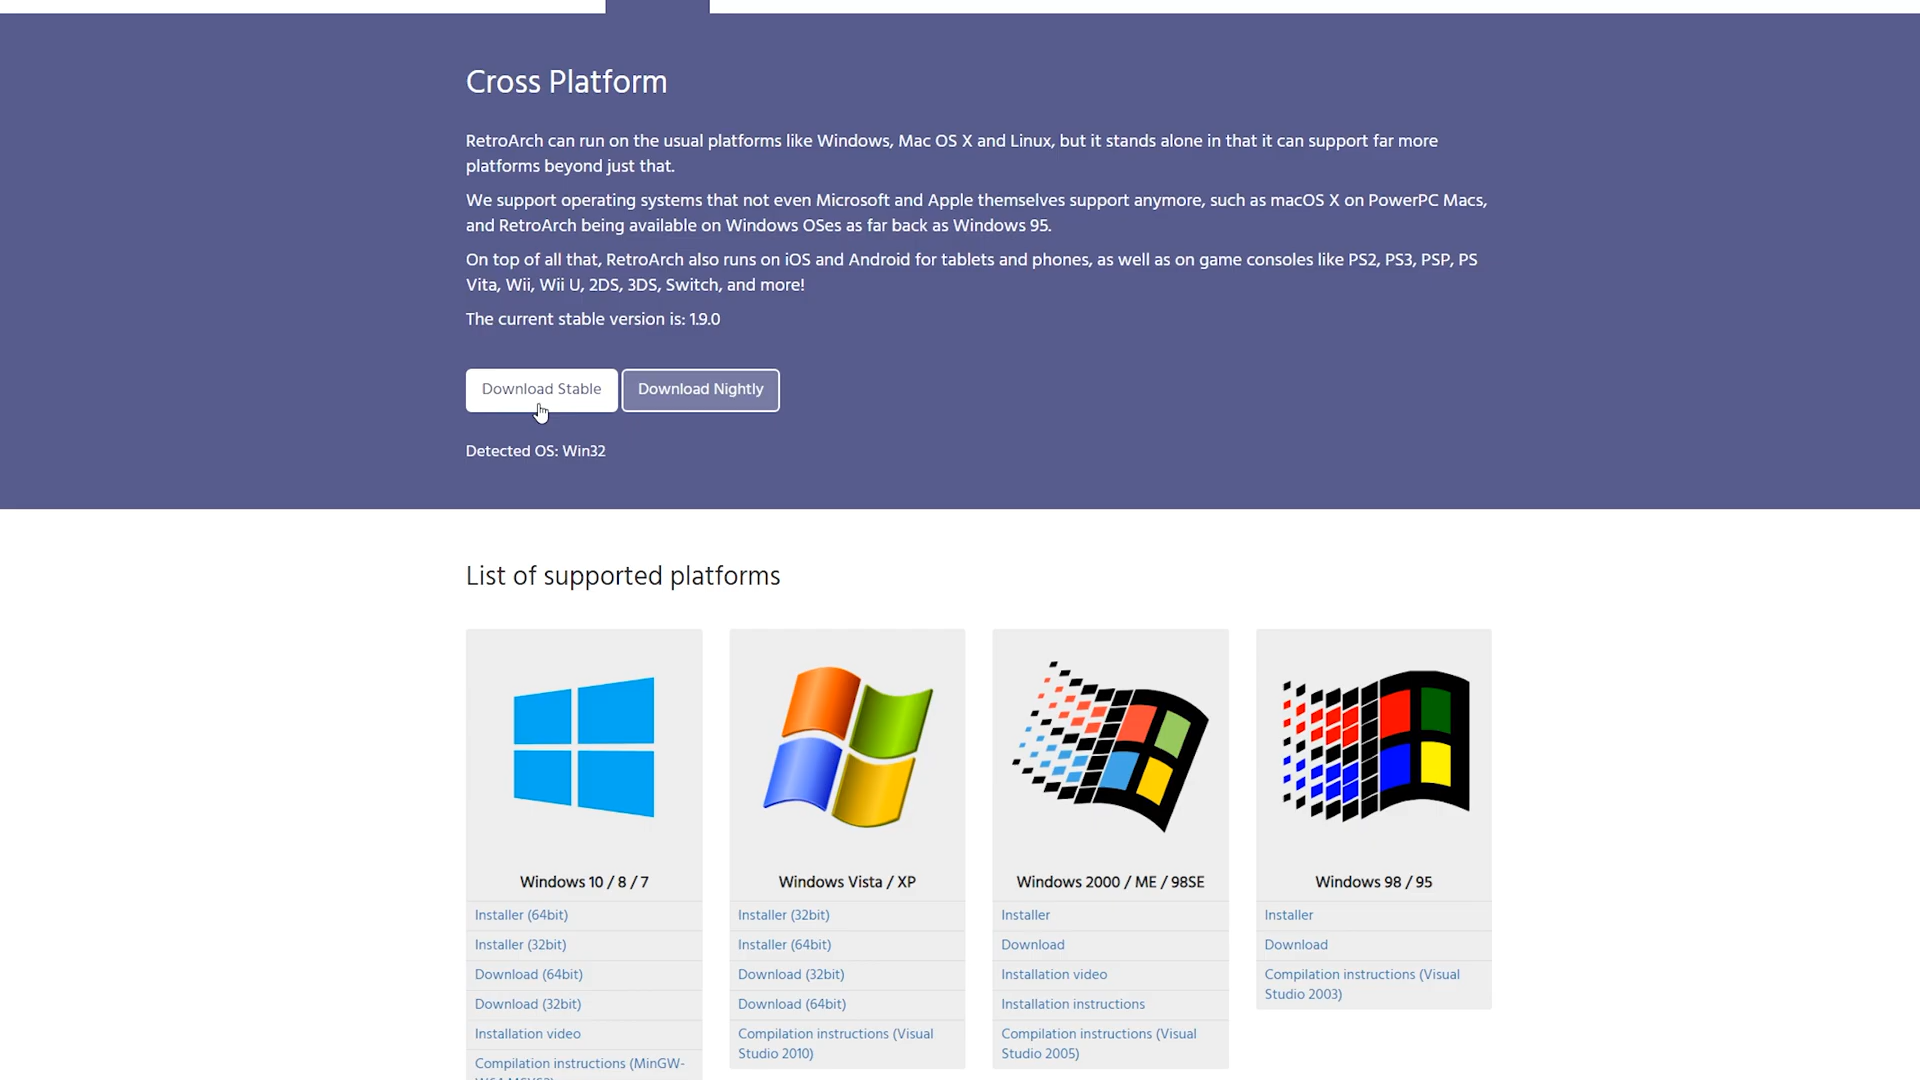 Cross Platform
RetroArch can run on the usual platforms like Windows, Mac OS X and Linux, but it stands alone in that it can support far more
platforms beyond just that.
We support operating systems that not even Microsoft and Apple themselves support anymore, such as macOS X on PowerPC Macs,
and RetroArch being available on Windows OSes as far back as Windows 95.
On top of all that, RetroArch also runs on iOS and Android for tablets and phones, as well as on game consoles like PS2, PS3, PSP, PS
Vita, Wii, Wii U, 2DS, 3DS, Switch, and more!
The current stable version is: 1.9.0
Download Stable
Download Nightly
Detected OS: Win32
List of supported platforms
Windows 10 / 8 / 7
Installer (64bit)
Installer (32bit)
Download (64bit)
Download (32bit)
Installation video
Compilation instructions (MinGW-
Windows Vista / XP
Installer (32bit)
Installer (64bit)
Download (32bit)
Download (64bit)
Compilation instructions (Visual
Studio 2010)
Windows 2000 / ME / 98SE
Installer
Download
Installation video
Installation instructions
Compilation instructions (Visual
Studio 2005)
Windows 98 / 95
Installer
Download
Compilation instructions (Visual
Studio 2003)